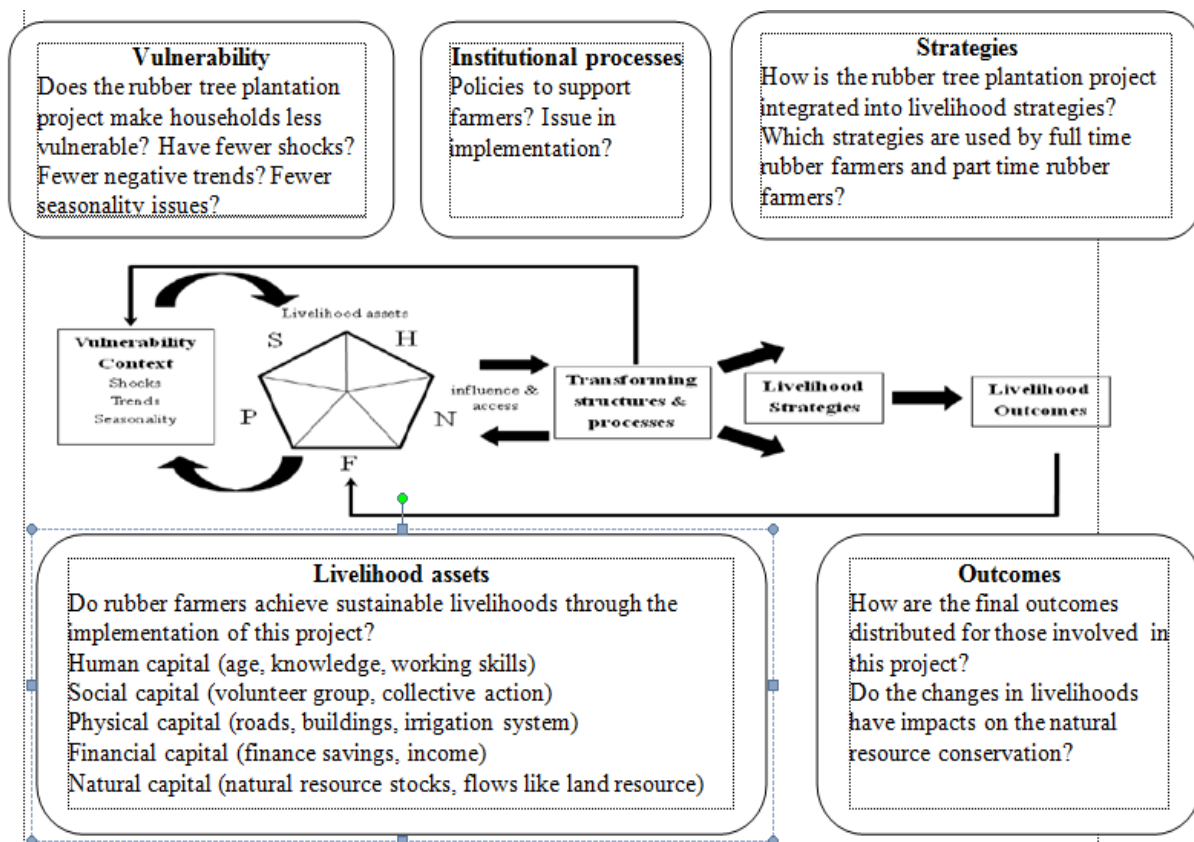 Vulnerability
Does the rubber tree plantation
project make households less
vulnerable? Have fewer shocks?
Fewer negative trends? Fewer
seasonality issues?
Institutional processes
Policies to support
farmers? Issue in
implementation?
Strategies
How is the rubber tree plantation project
integrated into livelihood strategies?
Which strategies are used by full time
rubber farmers and part time rubber
farmers?
Vulnerability
Context
Shocks
Trends
Seasonality
Livelihood assets
S
H
P
N
F
influence &
access
Transforming
structures &
processes
Livelihood
Strategies
Livelihood
Outcomes
Livelihood assets
Do rubber farmers achieve sustainable livelihoods through the
implementation of this project?
Human capital (age, knowledge, working skills)
Social capital (volunteer group, collective action)
Physical capital (roads, buildings, irrigation system)
Financial capital (finance savings, income)
Natural capital (natural resource stocks, flows like land resource)
Outcomes
How are the final outcomes
distributed for those involved in
this project?
Do the changes in livelihoods
have impacts on the natural
resource conservation?